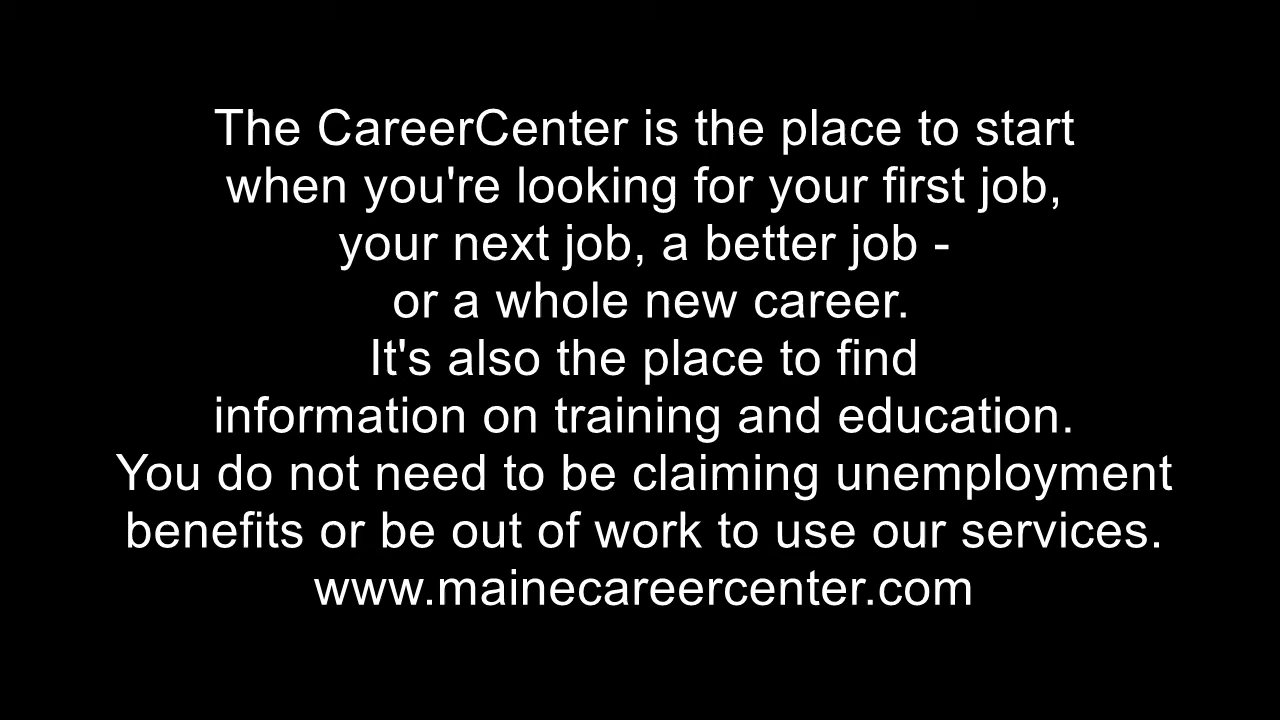 The CareerCenter is the place to start
when you're looking for your first job,
your next job, a better job -
or a whole new career.
It's also the place to find
information on training and education.
You do not need to be claiming unemployment
benefits or be out of work to use our services.
www.mainecareercenter.com